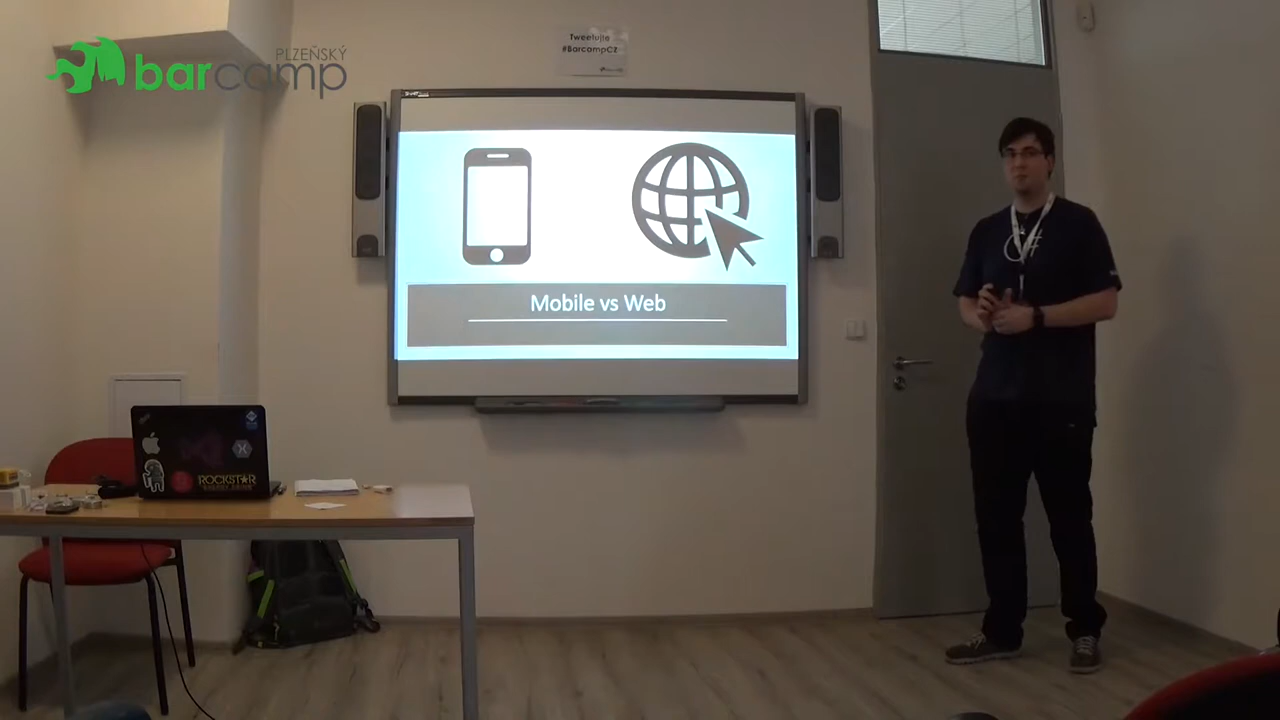 PLZEŇSKÝ
barcamp
Tweetujte
#BarcampCZ
Mobile vs Web
C#
ROCKSTAR